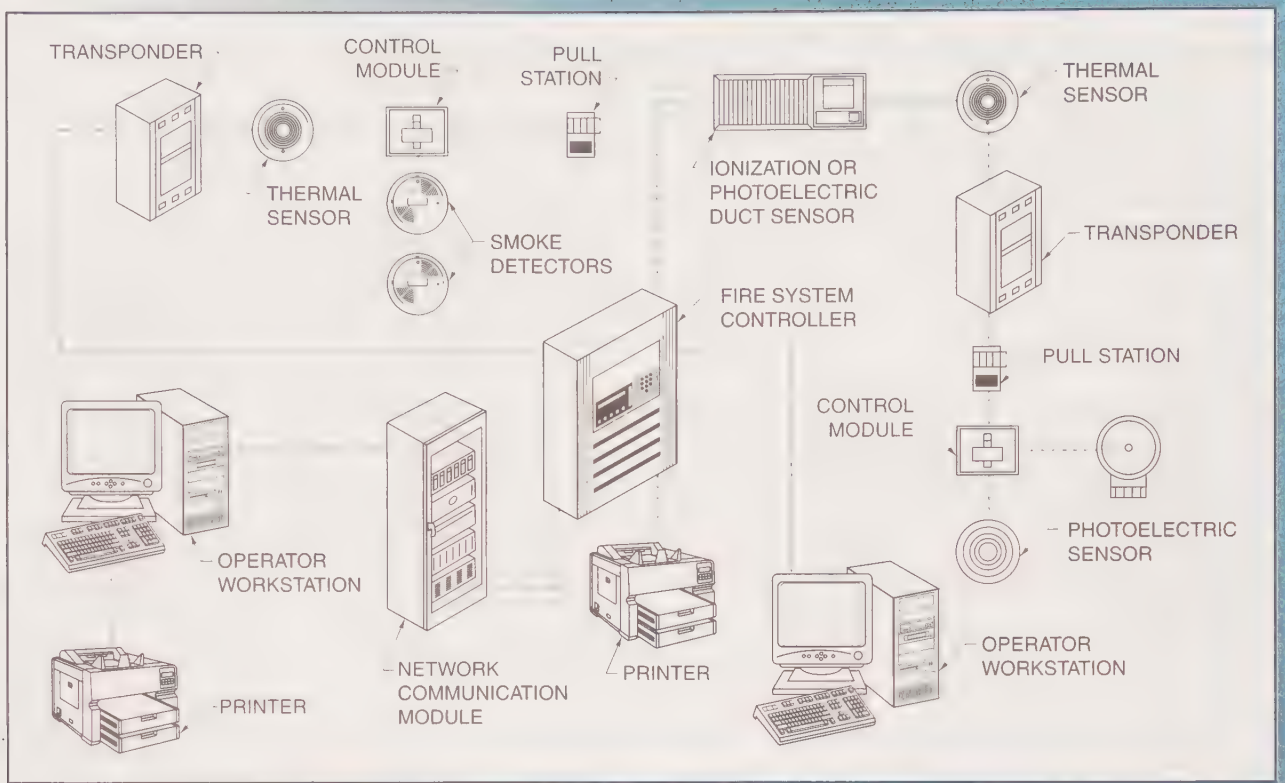 TRANSPONDER
CONTROL
MODULE
PULL
STATION
THERMAL
SENSOR
THERMAL
SENSOR
IONIZATION OR
PHOTOELECTRIC
DUCT SENSOR
SMOKE
DETECTORS
TRANSPONDER
FIRE SYSTEM
CONTROLLER
PULL STATION
CONTROL
MODULE
PHOTOELECTRIC
SENSOR
OPERATOR
WORKSTATION
OPERATOR
WORKSTATION
NETWORK
COMMUNICATION
MODULE
PRINTER
PRINTER